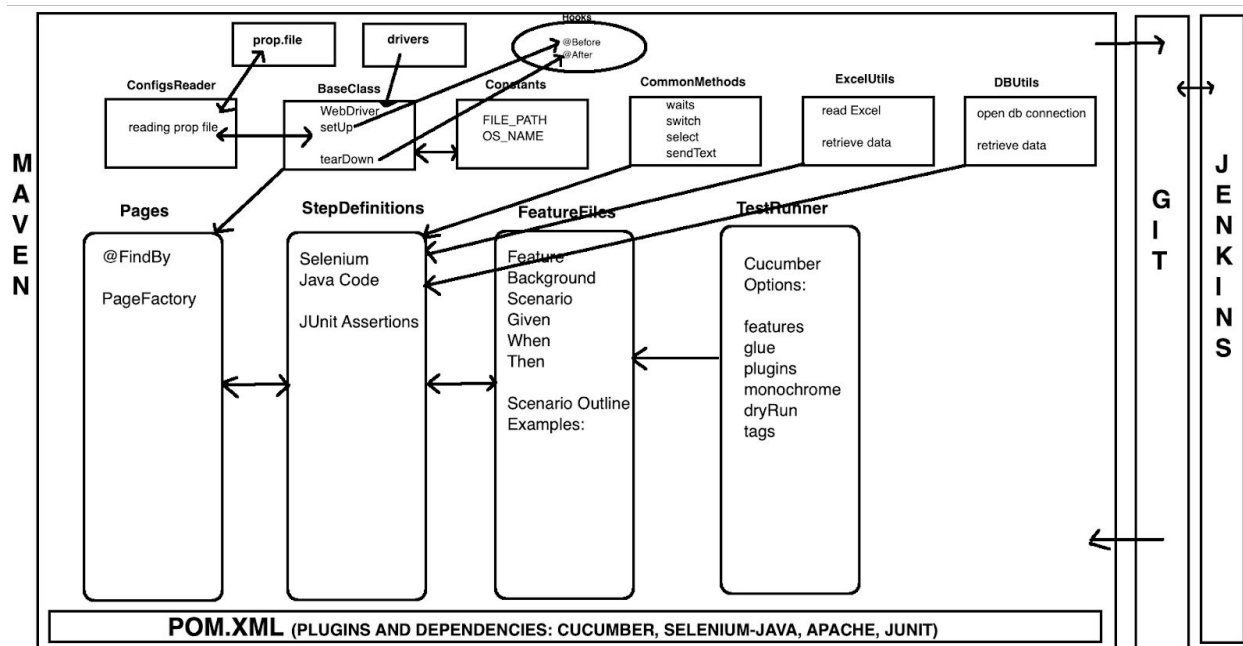 Hooks
prop.file
drivers
@Before
@After
ConfigsReader
BaseClass
Constants
CommonMethods
ExcelUtils
DBUtils
reading prop file
WebDriver
setUp
tearDown
FILE_PATH
OS_NAME
waits
switch
select
sendText
read Excel
retrieve data
open db connection
retrieve data
MAVEN
Pages
StepDefinitions
FeatureFiles
TestRunner
@FindBy
PageFactory
Selenium
Java Code
JUnit Assertions
Feature
Background
Scenario
Given
When
Then
Scenario Outline
Examples:
Cucumber
Options:
features
glue
plugins
monochrome
dryRun
tags
GIT
JENKINS
POM.XML (PLUGINS AND DEPENDENCIES: CUCUMBER, SELENIUM-JAVA, APACHE, JUNIT)